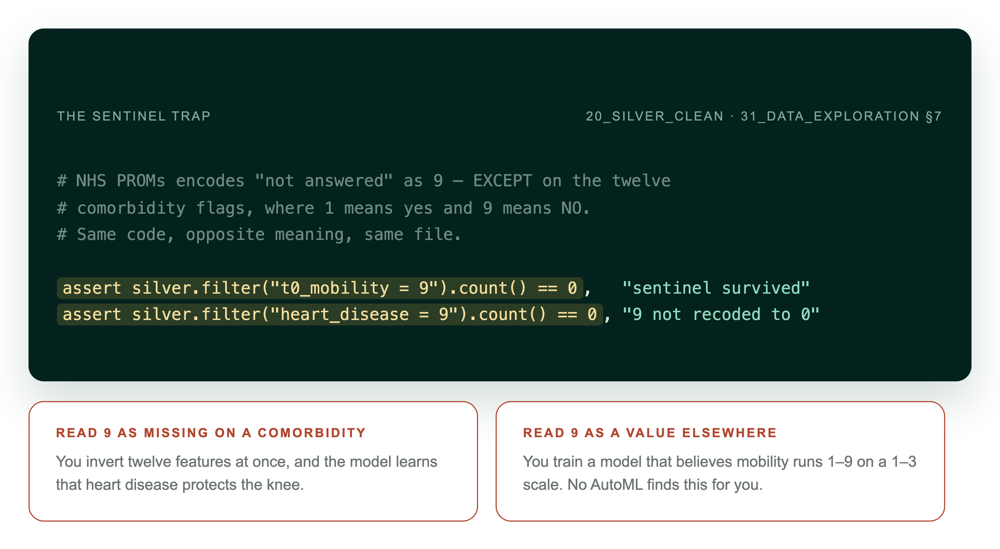 THE SENTINEL TRAP
20_SILVER_CLEAN · 31_DATA_EXPLORATION §7
# NHS PROMs encodes "not answered" as 9 — EXCEPT on the twelve
# comorbidity flags, where 1 means yes and 9 means NO.
# Same code, opposite meaning, same file.
assert silver.filter("t0_mobility = 9").count() == 0,   "sentinel survived"
assert silver.filter("heart_disease = 9").count() == 0, "9 not recoded to 0"
READ 9 AS MISSING ON A COMORBIDITY
You invert twelve features at once, and the model learns
that heart disease protects the knee.
READ 9 AS A VALUE ELSEWHERE
You train a model that believes mobility runs 1–9 on a 1–3
scale. No AutoML finds this for you.